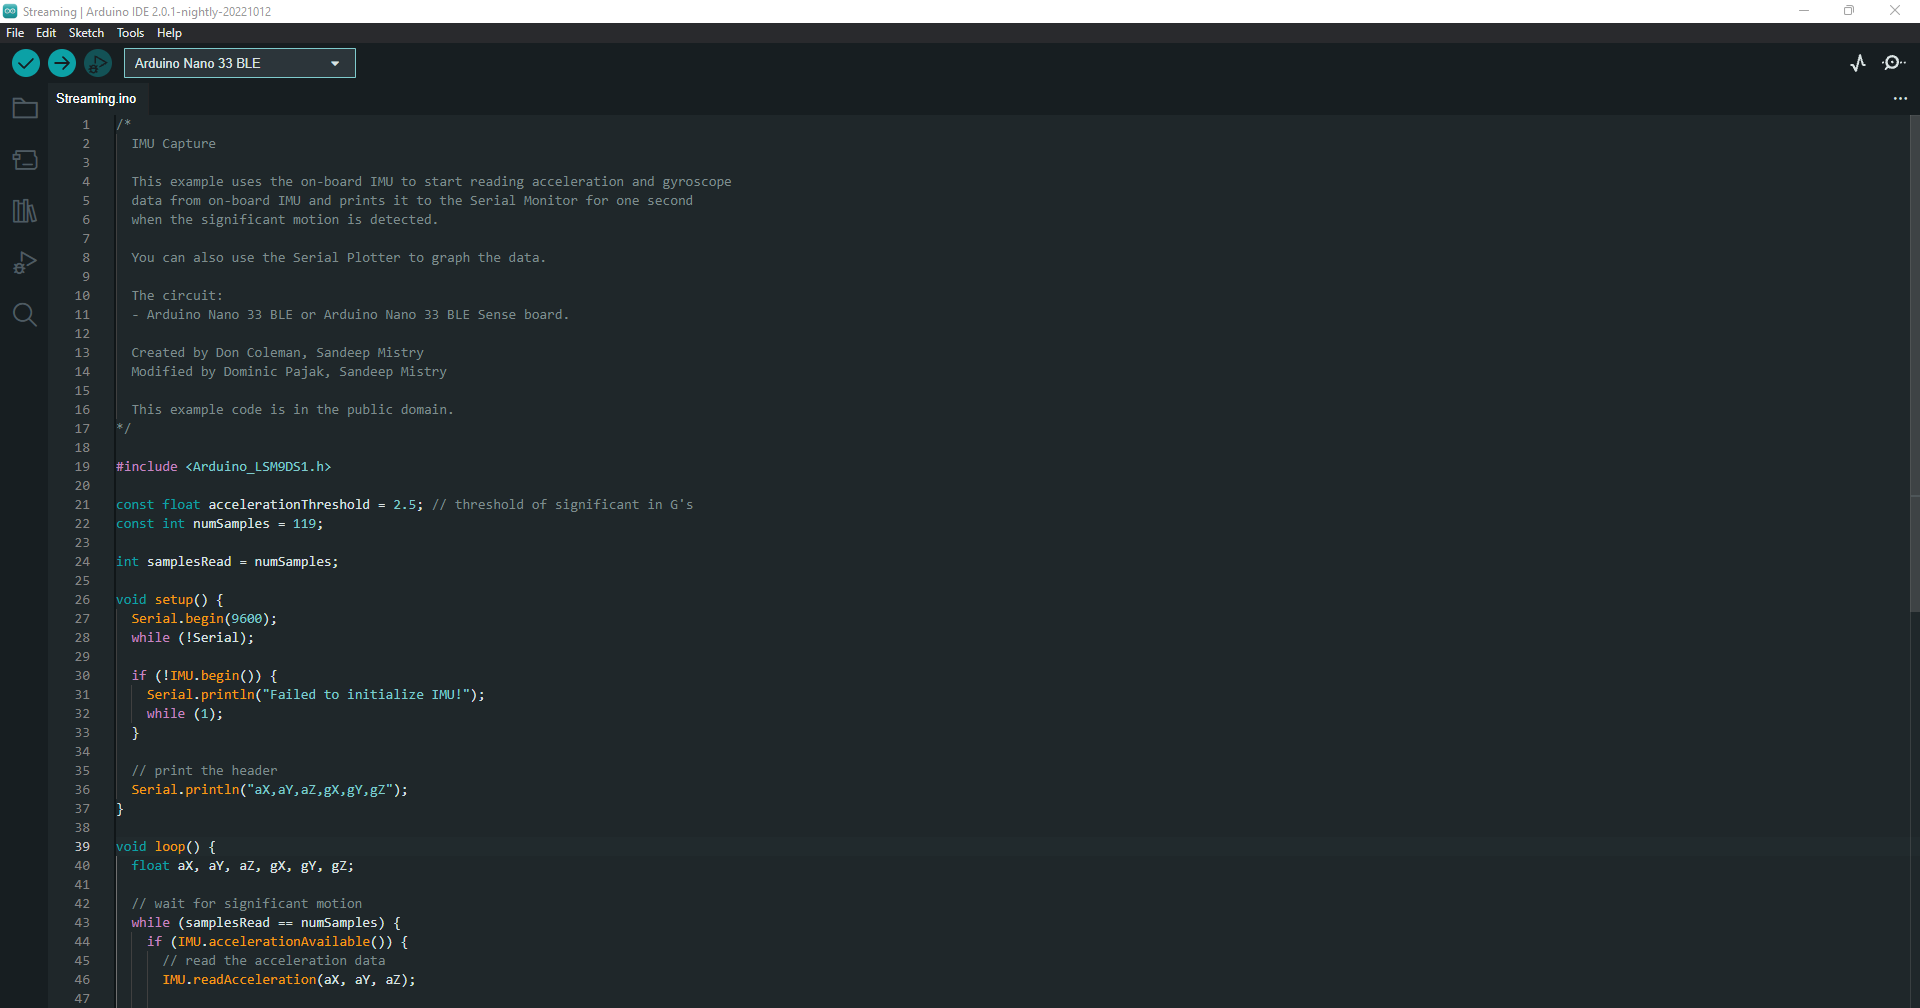 Streaming | Arduino IDE 2.0.1-nightly-20221012
File Edit Sketch Tools Help
Arduino Nano 33 BLE
Streaming.ino
1 /*
2   IMU Capture
3
4   This example uses the on-board IMU to start reading acceleration and gyroscope
5   data from on-board IMU and prints it to the Serial Monitor for one second
6   when the significant motion is detected.
7
8   You can also use the Serial Plotter to graph the data.
9
10   The circuit:
11   - Arduino Nano 33 BLE or Arduino Nano 33 BLE Sense board.
12
13   Created by Don Coleman, Sandeep Mistry
14   Modified by Dominic Pajak, Sandeep Mistry
15
16   This example code is in the public domain.
17 */
18
19 #include <Arduino_LSM9DS1.h>
20
21 const float accelerationThreshold = 2.5; // threshold of significant in G's
22 const int numSamples = 119;
23
24 int samplesRead = numSamples;
25
26 void setup() {
27   Serial.begin(9600);
28   while (!Serial);
29
30   if (!IMU.begin()) {
31     Serial.println("Failed to initialize IMU!");
32     while (1);
33   }
34
35   // print the header
36   Serial.println("aX,aY,aZ,gX,gY,gZ");
37 }
38
39 void loop() {
40   float aX, aY, aZ, gX, gY, gZ;
41
42   // wait for significant motion
43   while (samplesRead == numSamples) {
44     if (IMU.accelerationAvailable()) {
45       // read the acceleration data
46       IMU.readAcceleration(aX, aY, aZ);
47